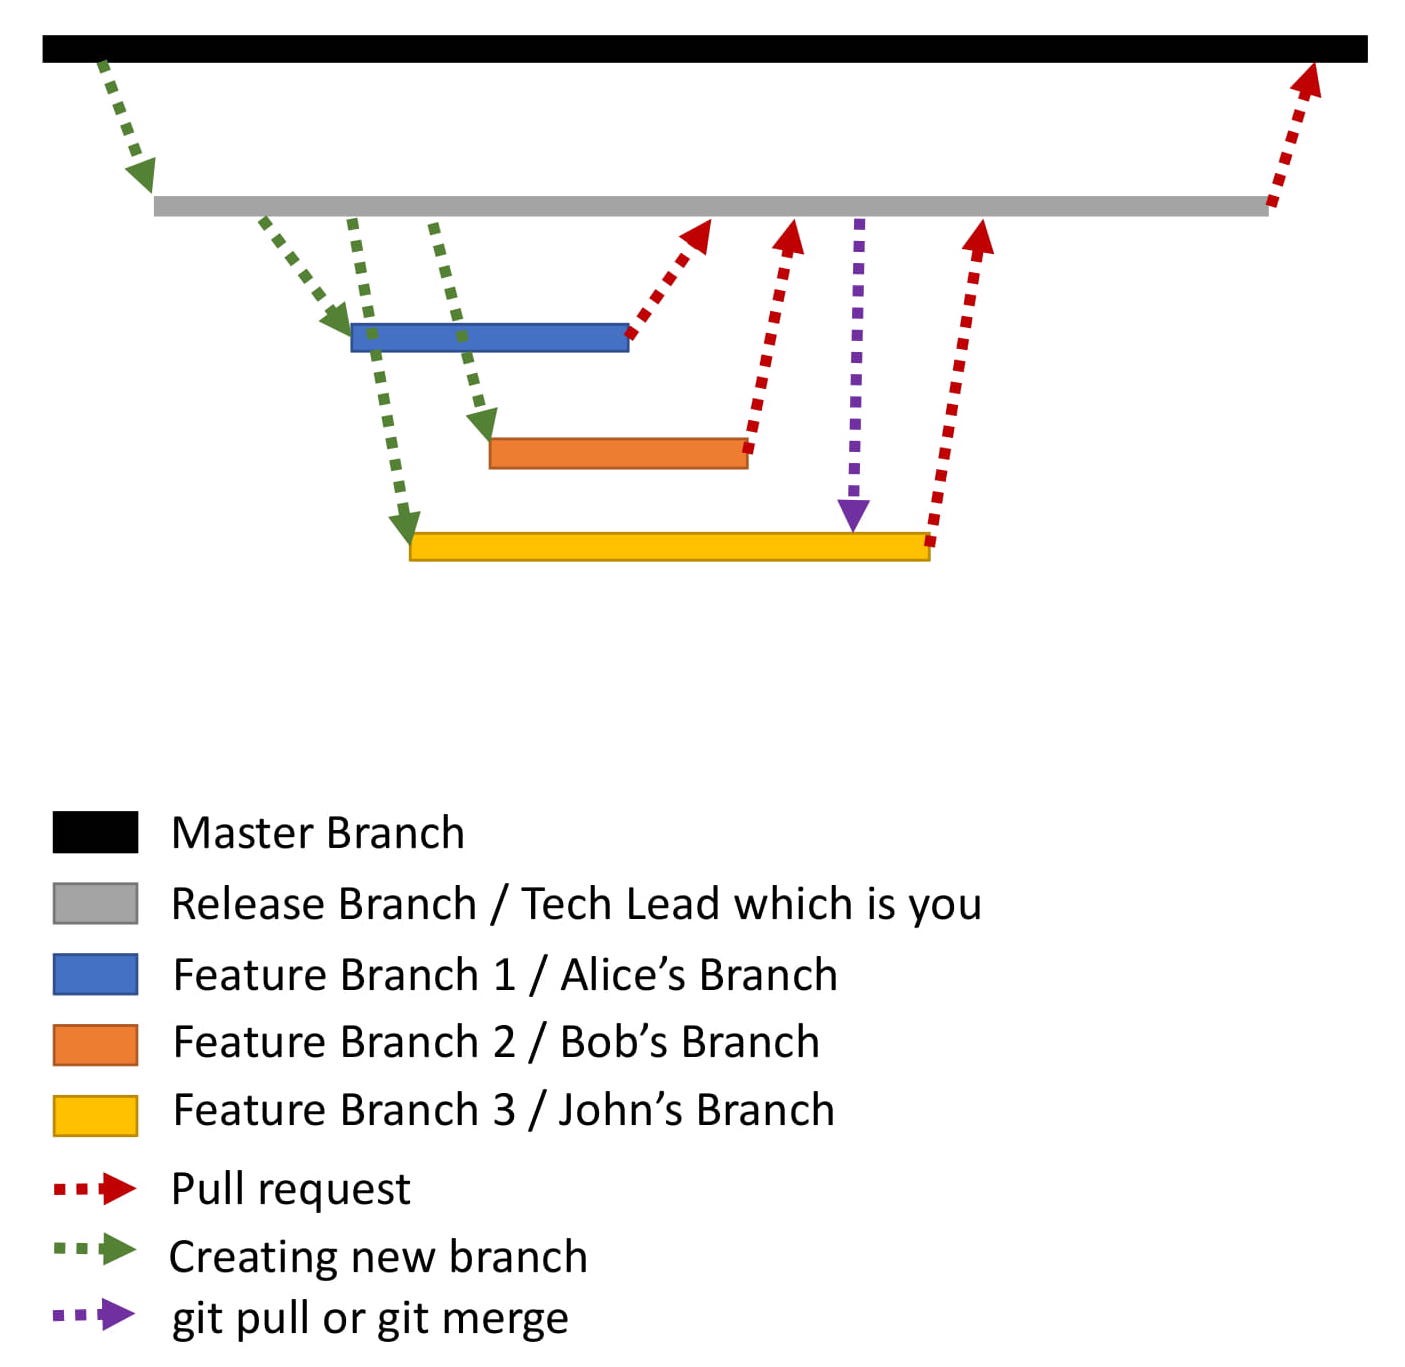 Master Branch
Release Branch / Tech Lead which is you
Feature Branch 1 / Alice’s Branch
Feature Branch 2 / Bob’s Branch
Feature Branch 3 / John’s Branch
Pull request
Creating new branch
git pull or git merge